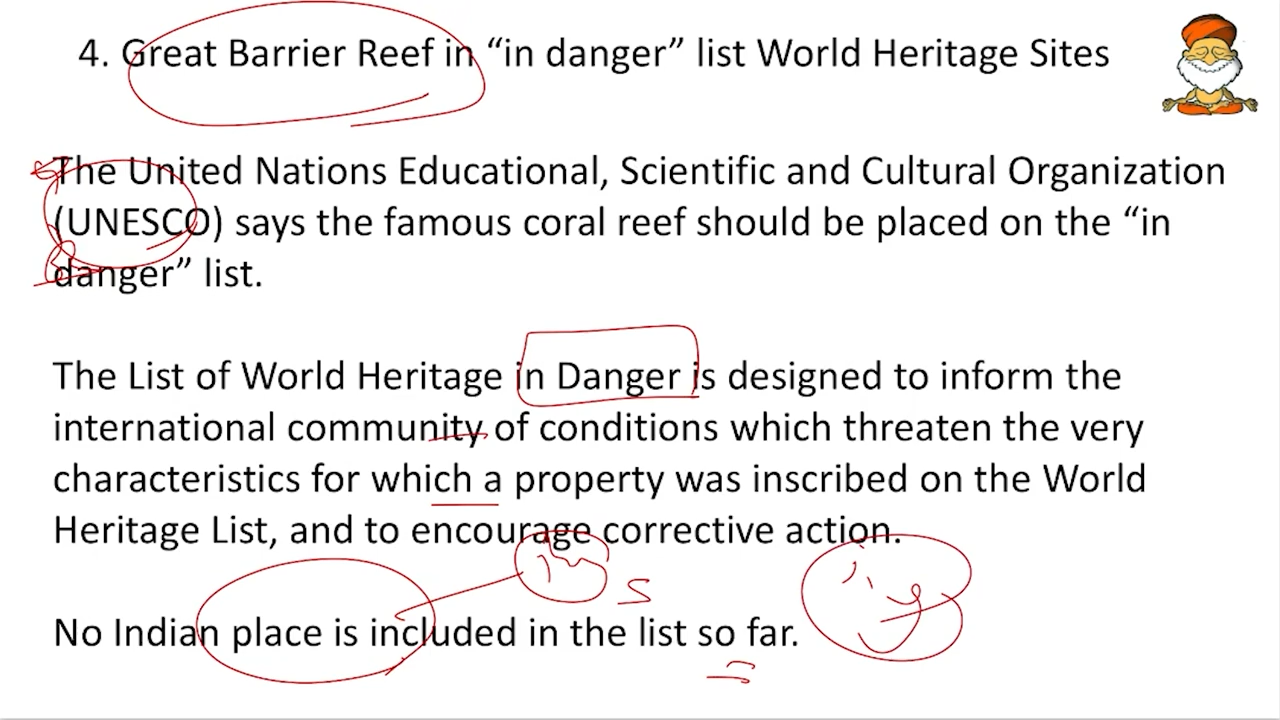 4. Great Barrier Reef in “in danger” list World Heritage Sites
The United Nations Educational, Scientific and Cultural Organization
(UNESCO) says the famous coral reef should be placed on the “in
danger” list.
The List of World Heritage in Danger is designed to inform the
international community of conditions which threaten the very
characteristics for which a property was inscribed on the World
Heritage List, and to encourage corrective action.
No Indian place is included in the list so far.